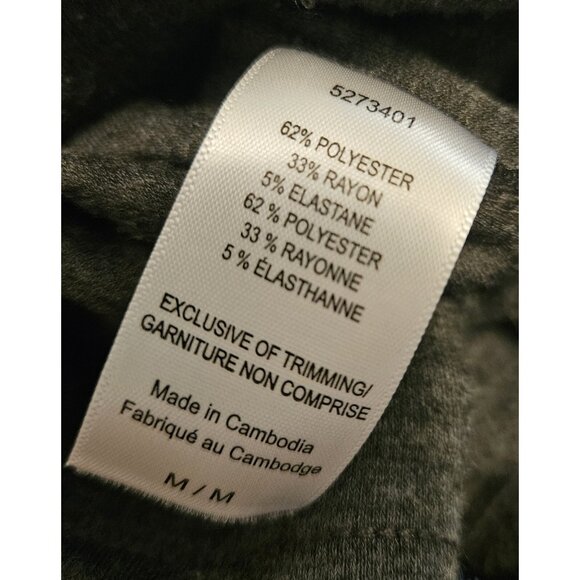 5273401
62% POLYESTER
33% RAYON
5% ELASTANE
62 % POLYESTER
33 % RAYONNE
5 % ÉLASTHANNE
EXCLUSIVE OF TRIMMING/
GARNITURE NON COMPRISE
Made in Cambodia
Fabriqué au Cambodge
M / M